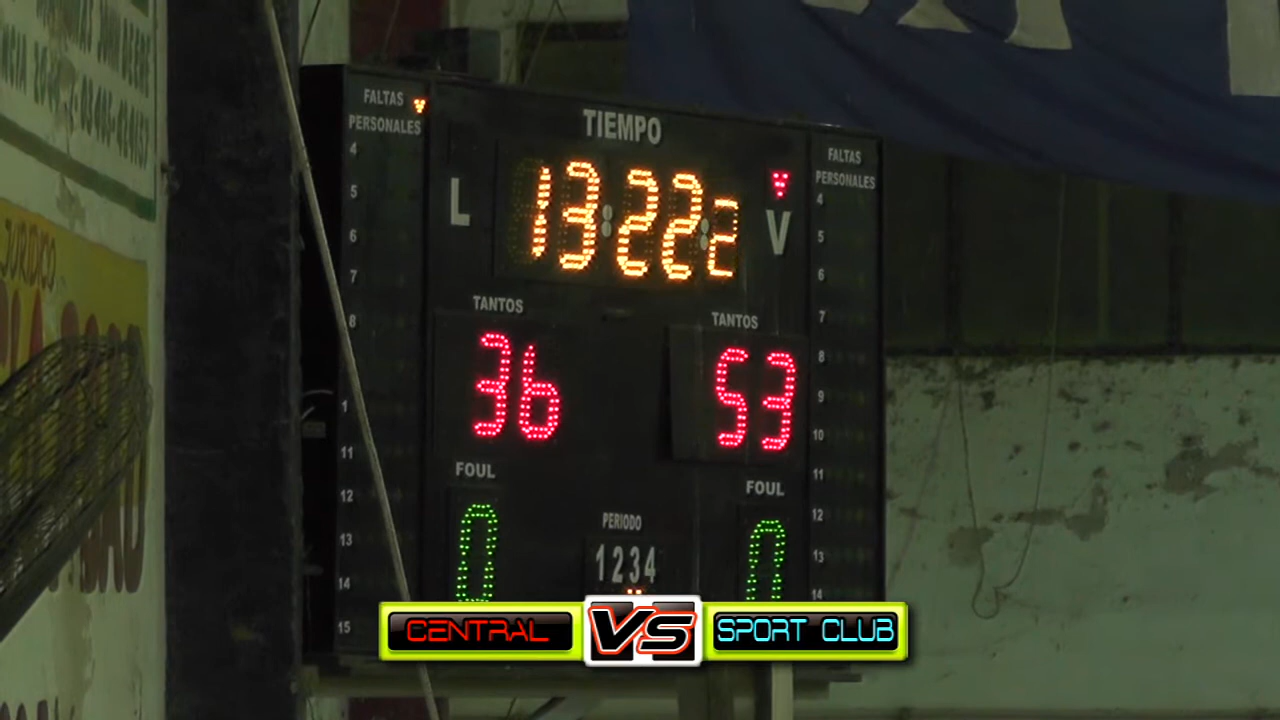 FALTAS
PERSONALES
4
5
6
7
8
1
11
12
13
14
15
TIEMPO
L
13:22:2
V
TANTOS
36
TANTOS
53
FOUL
0
FOUL
0
PERIODO
1234
FALTAS
PERSONALES
4
5
6
7
8
9
10
11
12
13
14
CENTRAL VS SPORT CLUB
JURIDICO